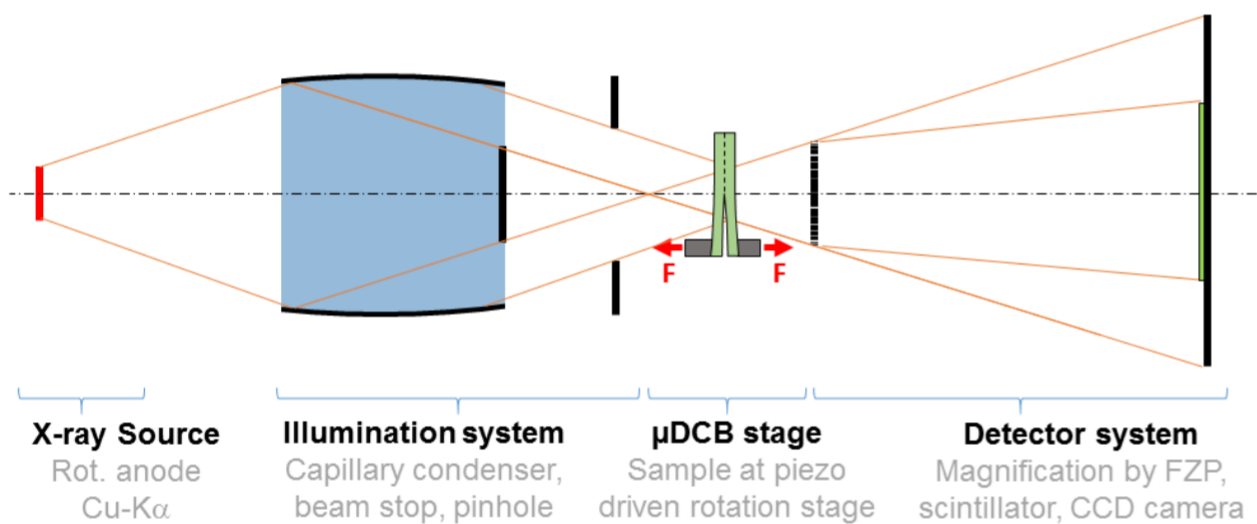 F
F
X-ray Source
Rot. anode
Cu-Kα
Illumination system
Capillary condenser,
beam stop, pinhole
µDCB stage
Sample at piezo
driven rotation stage
Detector system
Magnification by FZP,
scintillator, CCD camera